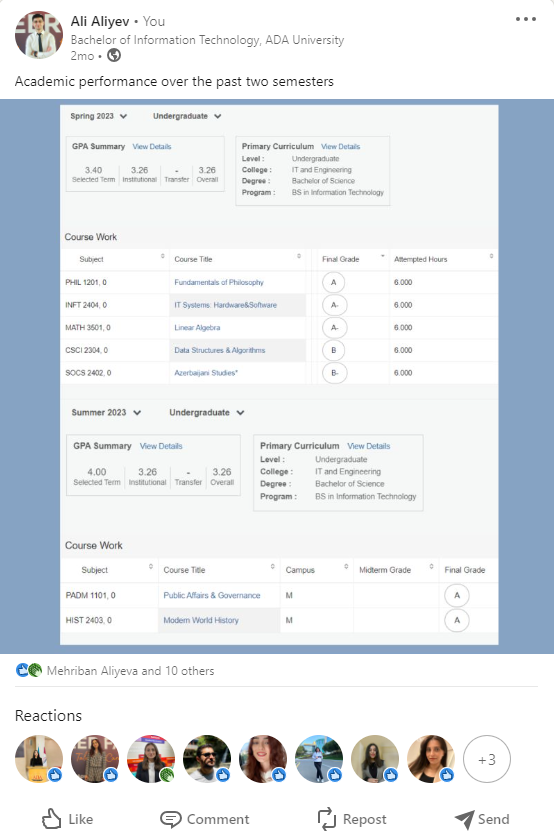 Ali Aliyev • You
Bachelor of Information Technology, ADA University
2mo •
Academic performance over the past two semesters
Spring 2023 Undergraduate
GPA Summary View Details
3.40 3.26 - 3.26
Selected Term Institutional Transfer Overall
Primary Curriculum View Details
Level : Undergraduate
College : IT and Engineering
Degree : Bachelor of Science
Program : BS in Information Technology
Course Work
Subject Course Title Final Grade Attempted Hours
PHIL 1201, 0 Fundamentals of Philosophy A 6.000
INFT 2404, 0 IT Systems: Hardware&Software A- 6.000
MATH 3501, 0 Linear Algebra A- 6.000
CSCI 2304, 0 Data Structures & Algorithms B 6.000
SOCS 2402, 0 Azerbaijani Studies* B- 6.000
Summer 2023 Undergraduate
GPA Summary View Details
4.00 3.26 - 3.26
Selected Term Institutional Transfer Overall
Primary Curriculum View Details
Level : Undergraduate
College : IT and Engineering
Degree : Bachelor of Science
Program : BS in Information Technology
Course Work
Subject Course Title Campus Midterm Grade Final Grade
PADM 1101, 0 Public Affairs & Governance M A
HIST 2403, 0 Modern World History M A
Mehriban Aliyeva and 10 others
Reactions
+3
Like Comment Repost Send